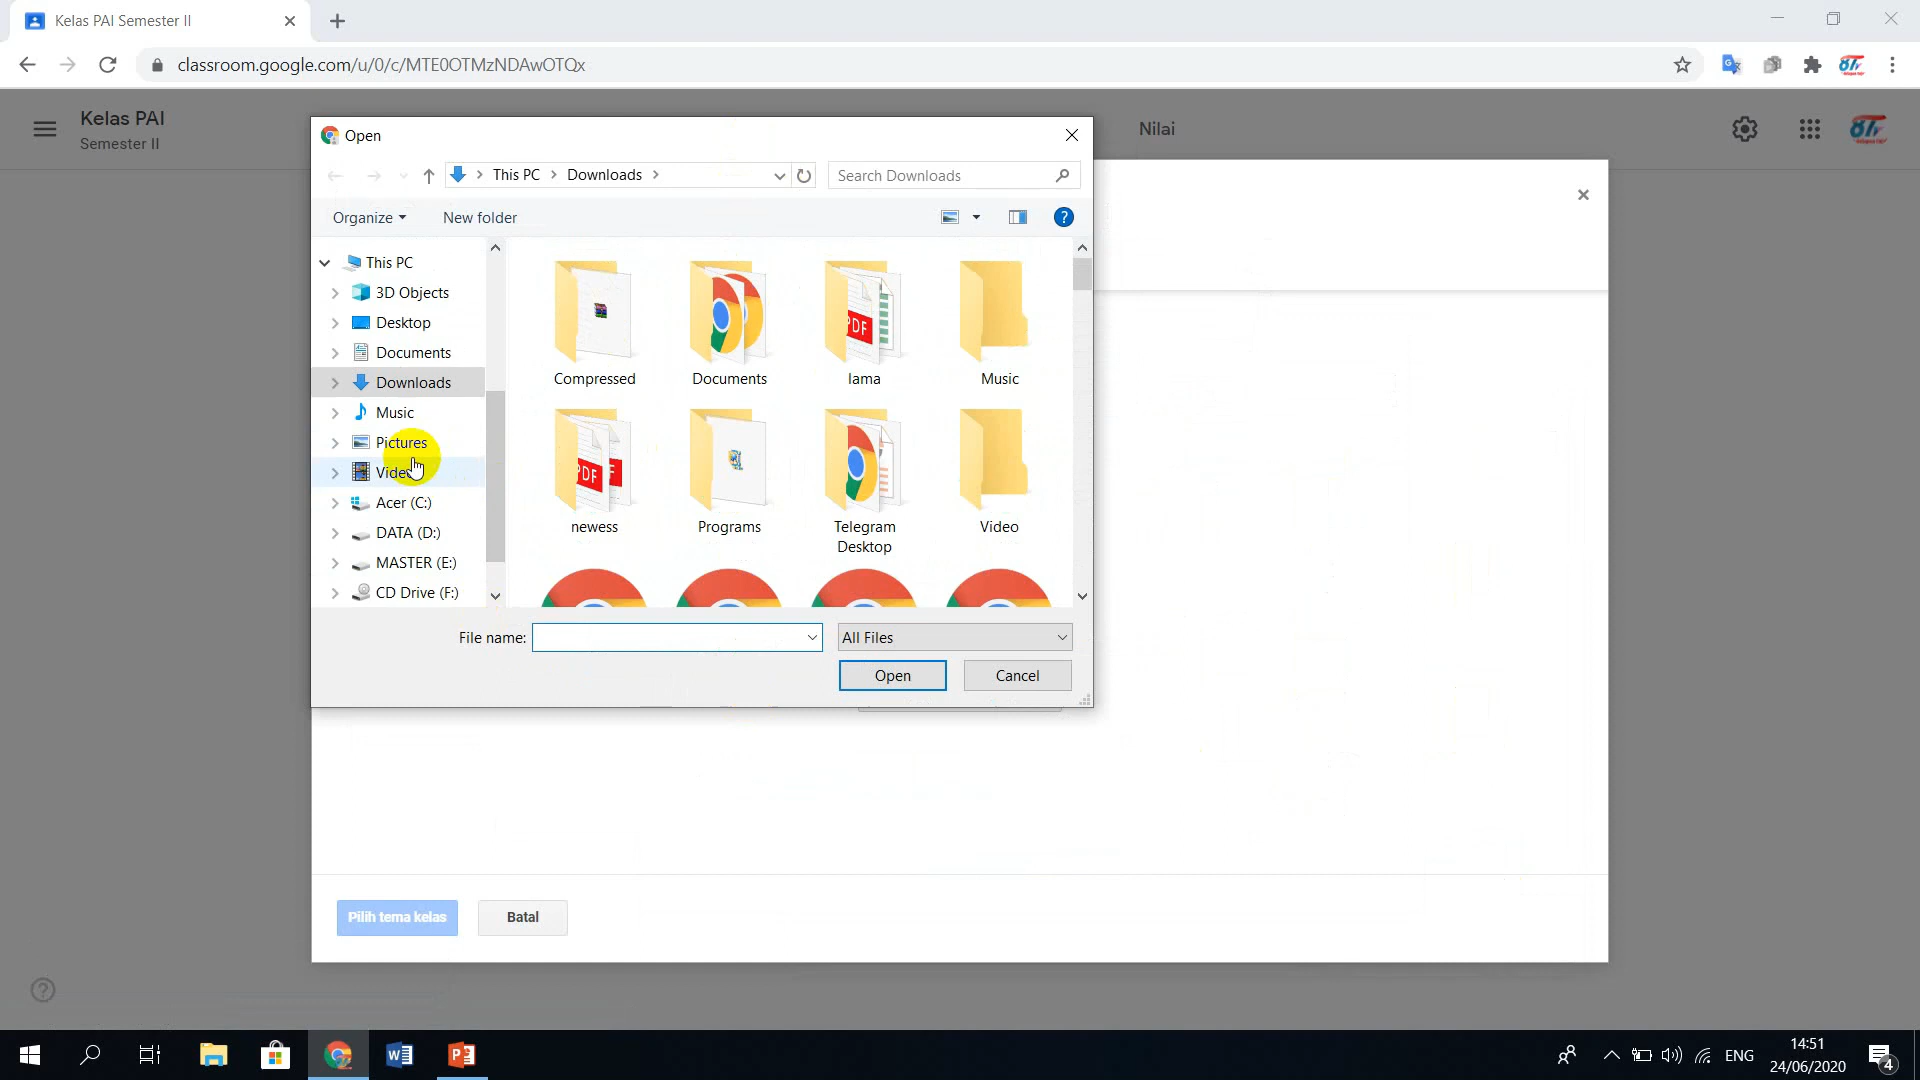 Kelas PAI Semester II
classroom.google.com/u/0/c/MTE0OTMzNDAwOTQx
Kelas PAI
Semester II
Nilai
Open
This PC
Downloads
Search Downloads
Organize
New folder
This PC
3D Objects
Desktop
Documents
Downloads
Music
Pictures
Acer (C:)
DATA (D:)
MASTER (E:)
CD Drive (F:)
Compressed
Documents
lama
Music
newess
Programs
Telegram
Desktop
Video
File name:
All Files
Open
Cancel
Pilih tema kelas
Batal
ENG
14:51
24/06/2020
4